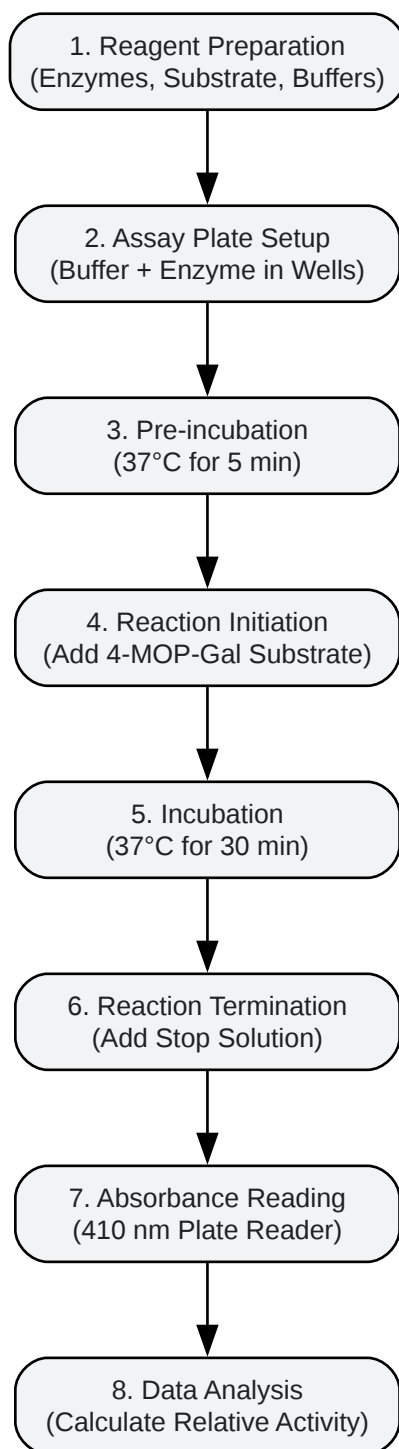 1. Reagent Preparation
(Enzymes, Substrate, Buffers)
2. Assay Plate Setup
(Buffer + Enzyme in Wells)
3. Pre-incubation
(37°C for 5 min)
4. Reaction Initiation
(Add 4-MOP-Gal Substrate)
5. Incubation
(37°C for 30 min)
6. Reaction Termination
(Add Stop Solution)
7. Absorbance Reading
(410 nm Plate Reader)
8. Data Analysis
(Calculate Relative Activity)